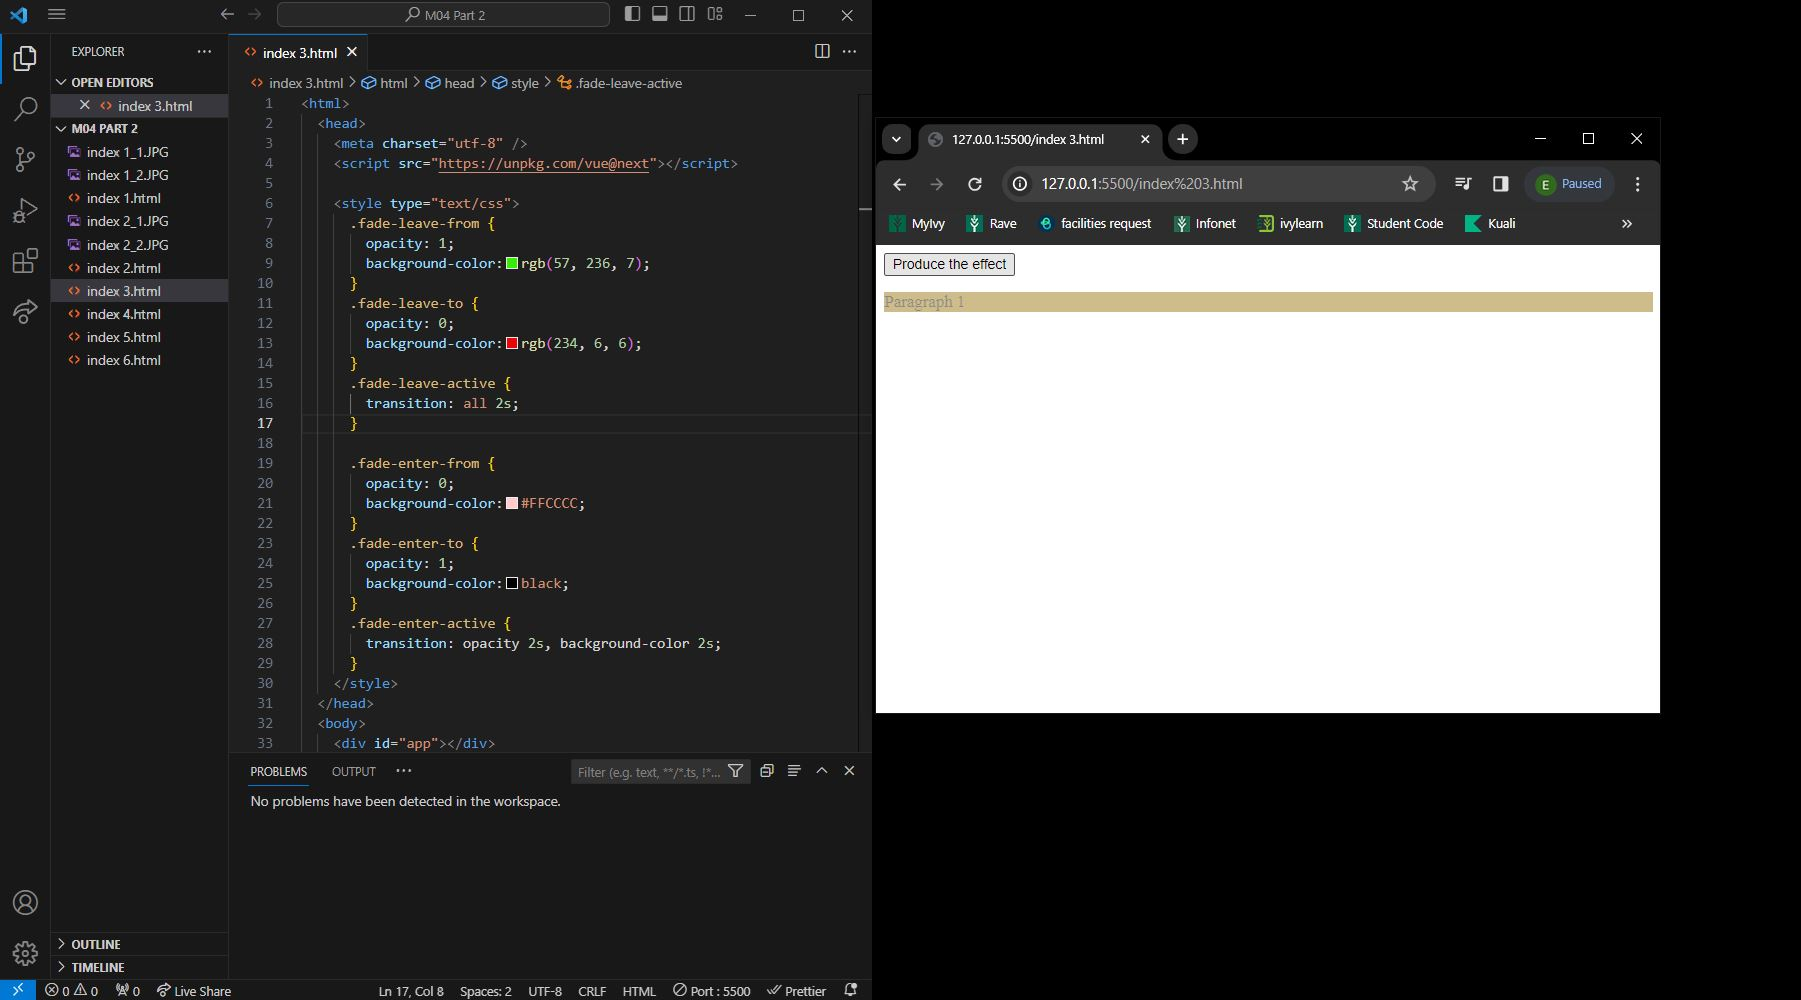 M04 Part 2
EXPLORER
OPEN EDITORS
index 3.html
M04 PART 2
index 1_1.JPG
index 1_2.JPG
index 1.html
index 2_1.JPG
index 2_2.JPG
index 2.html
index 3.html
index 4.html
index 5.html
index 6.html
OUTLINE
TIMELINE
index 3.html
index 3.html > html > head > style > .fade-leave-active
1 <html>
2 <head>
3 <meta charset="utf-8" />
4 <script src="https://unpkg.com/vue@next"></script>
5
6 <style type="text/css">
7 .fade-leave-from {
8 opacity: 1;
9 background-color: rgb(57, 236, 7);
10 }
11 .fade-leave-to {
12 opacity: 0;
13 background-color: rgb(234, 6, 6);
14 }
15 .fade-leave-active {
16 transition: all 2s;
17 }
18
19 .fade-enter-from {
20 opacity: 0;
21 background-color: #FFCCCC;
22 }
23 .fade-enter-to {
24 opacity: 1;
25 background-color: black;
26 }
27 .fade-enter-active {
28 transition: opacity 2s, background-color 2s;
29 }
30 </style>
31 </head>
32 <body>
33 <div id="app"></div>
PROBLEMS OUTPUT ...
Filter (e.g. text, **/*.ts, !*...
No problems have been detected in the workspace.
0 0 0 Live Share Ln 17, Col 8 Spaces: 2 UTF-8 CRLF HTML Port : 5500 Prettier
127.0.0.1:5500/index 3.html
127.0.0.1:5500/index%203.html
E Paused
MyIvy Rave facilities request Infonet ivylearn Student Code Kuali »
Produce the effect
Paragraph 1